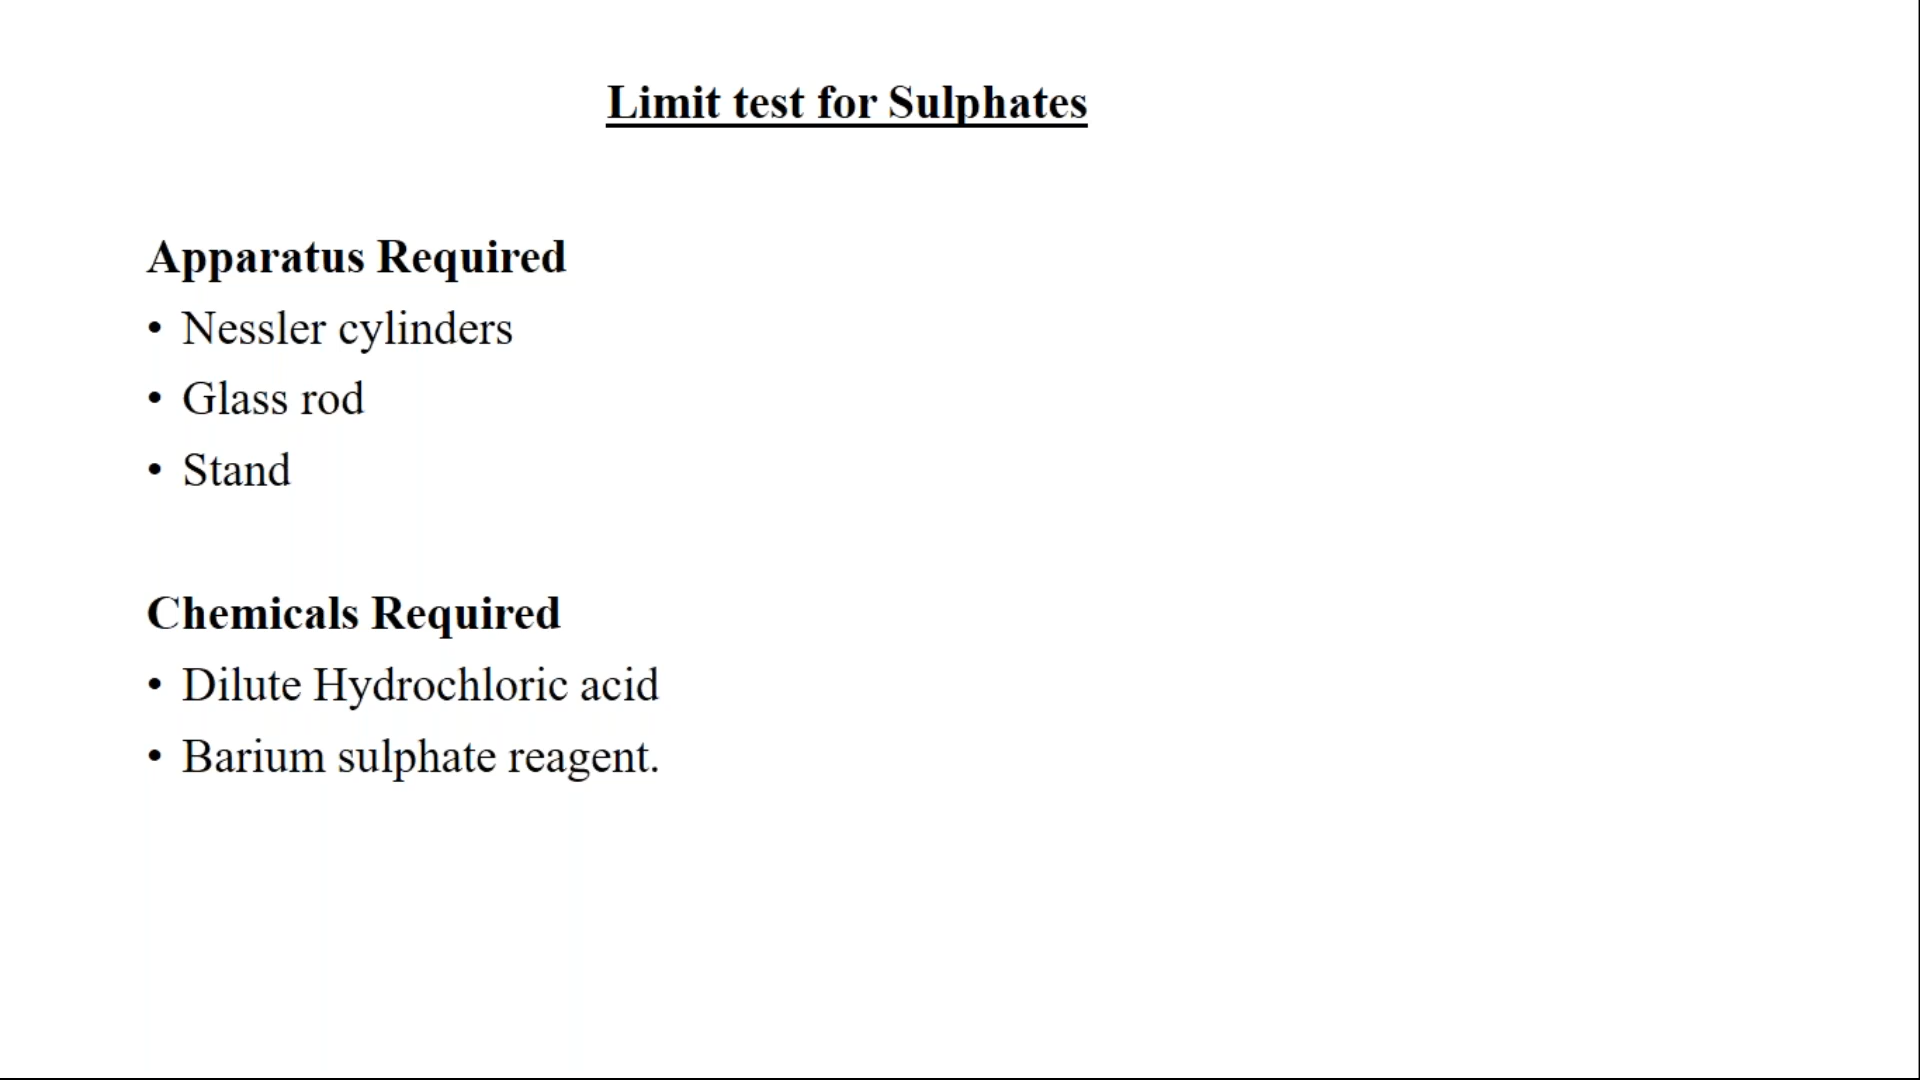 Limit test for Sulphates
Apparatus Required
• Nessler cylinders
• Glass rod
• Stand
Chemicals Required
• Dilute Hydrochloric acid
• Barium sulphate reagent.